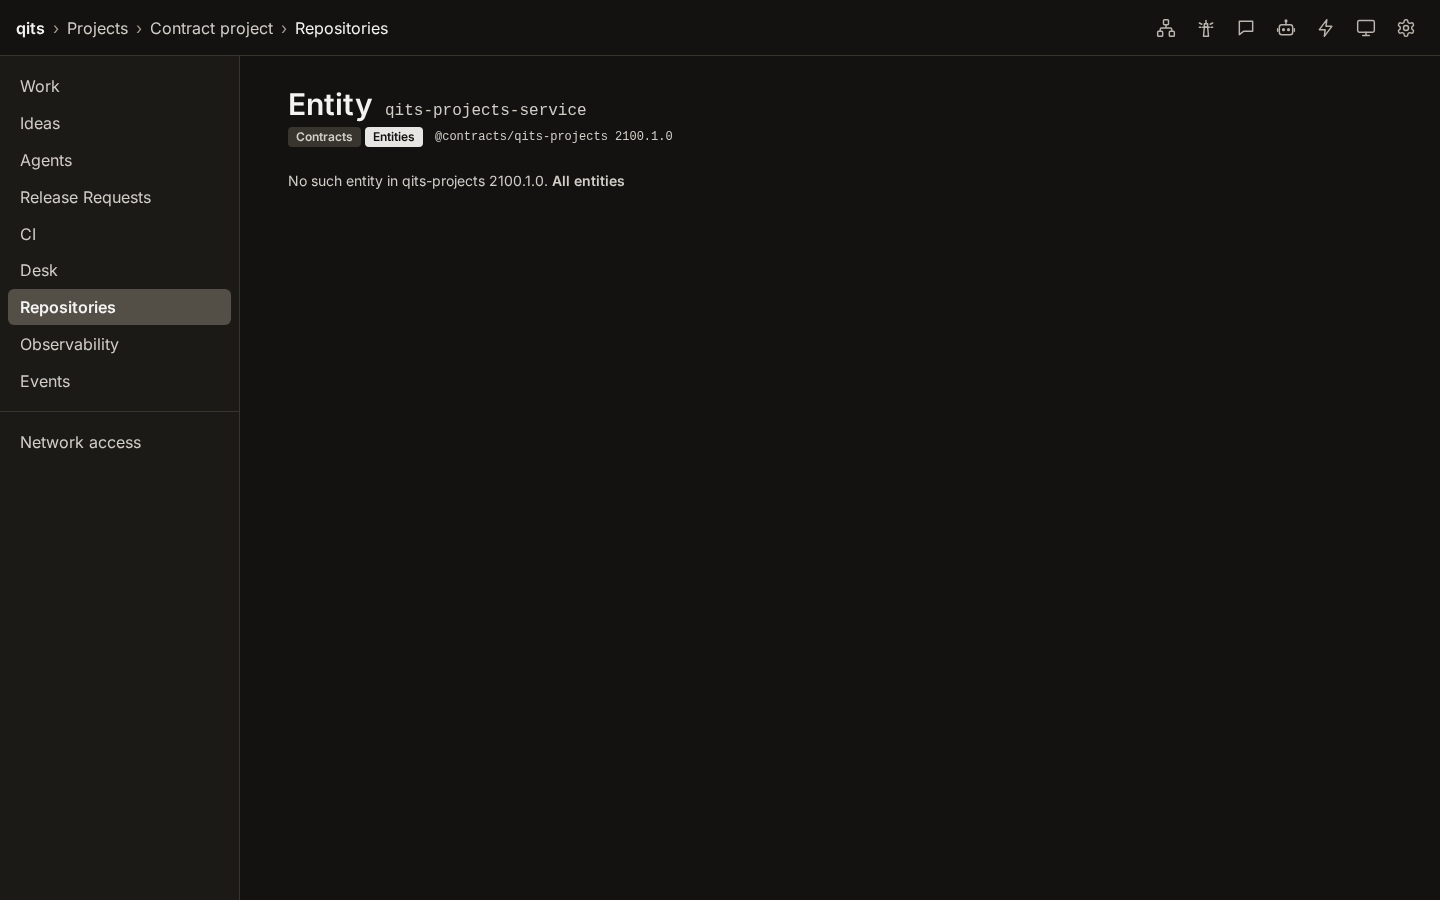 qits › Projects › Contract project › Repositories
Work
Ideas
Agents
Release Requests
CI
Desk
Repositories
Observability
Events
Network access
Entity qits-projects-service
Contracts Entities @contracts/qits-projects 2100.1.0
No such entity in qits-projects 2100.1.0. All entities